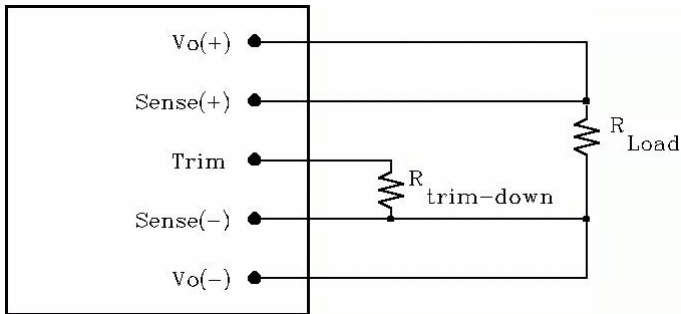 Vo(+)
Sense(+)
R Load
Trim
R trim-down
Sense(-)
Vo(-)